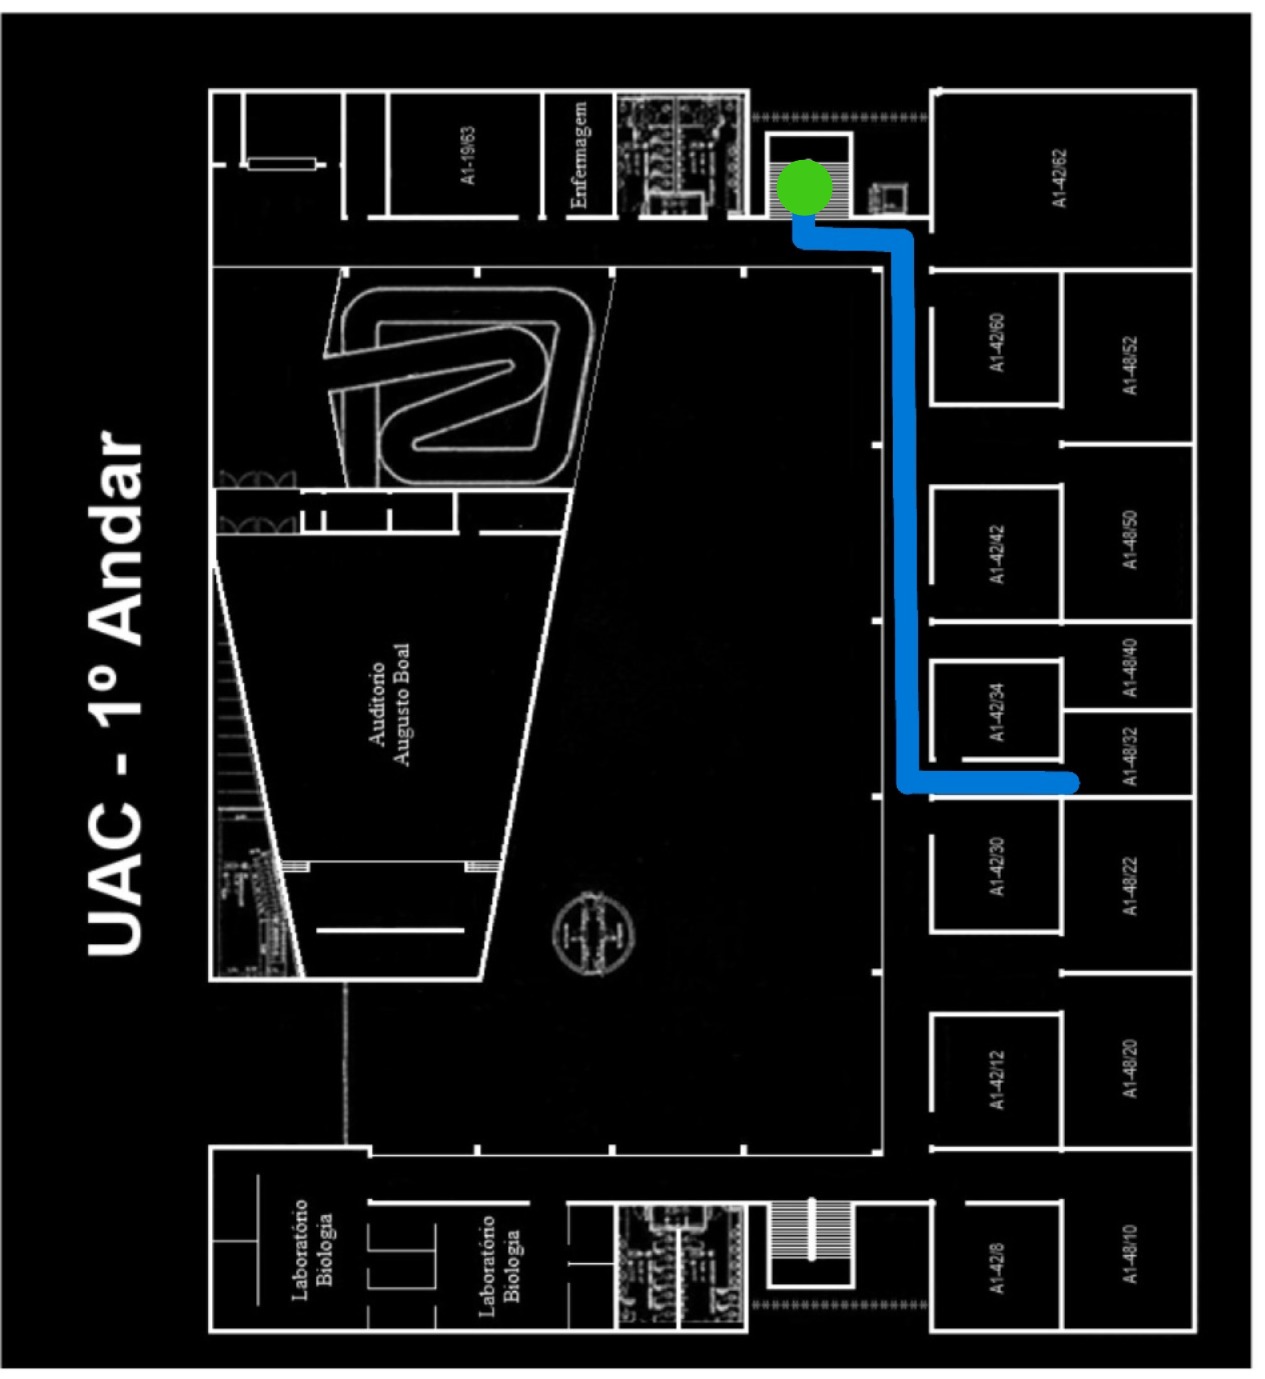 UAC - 1º Andar
A1-48/10
A1-42/8
Laboratório
Biologia
Laboratório
Biologia
A1-48/20
A1-42/12
A1-48/22
A1-42/30
A1-48/32
A1-42/34
A1-48/40
Auditorio
Augusto Boal
A1-48/50
A1-42/42
A1-48/52
A1-42/60
A1-42/62
Enfermagem
A1-19/63